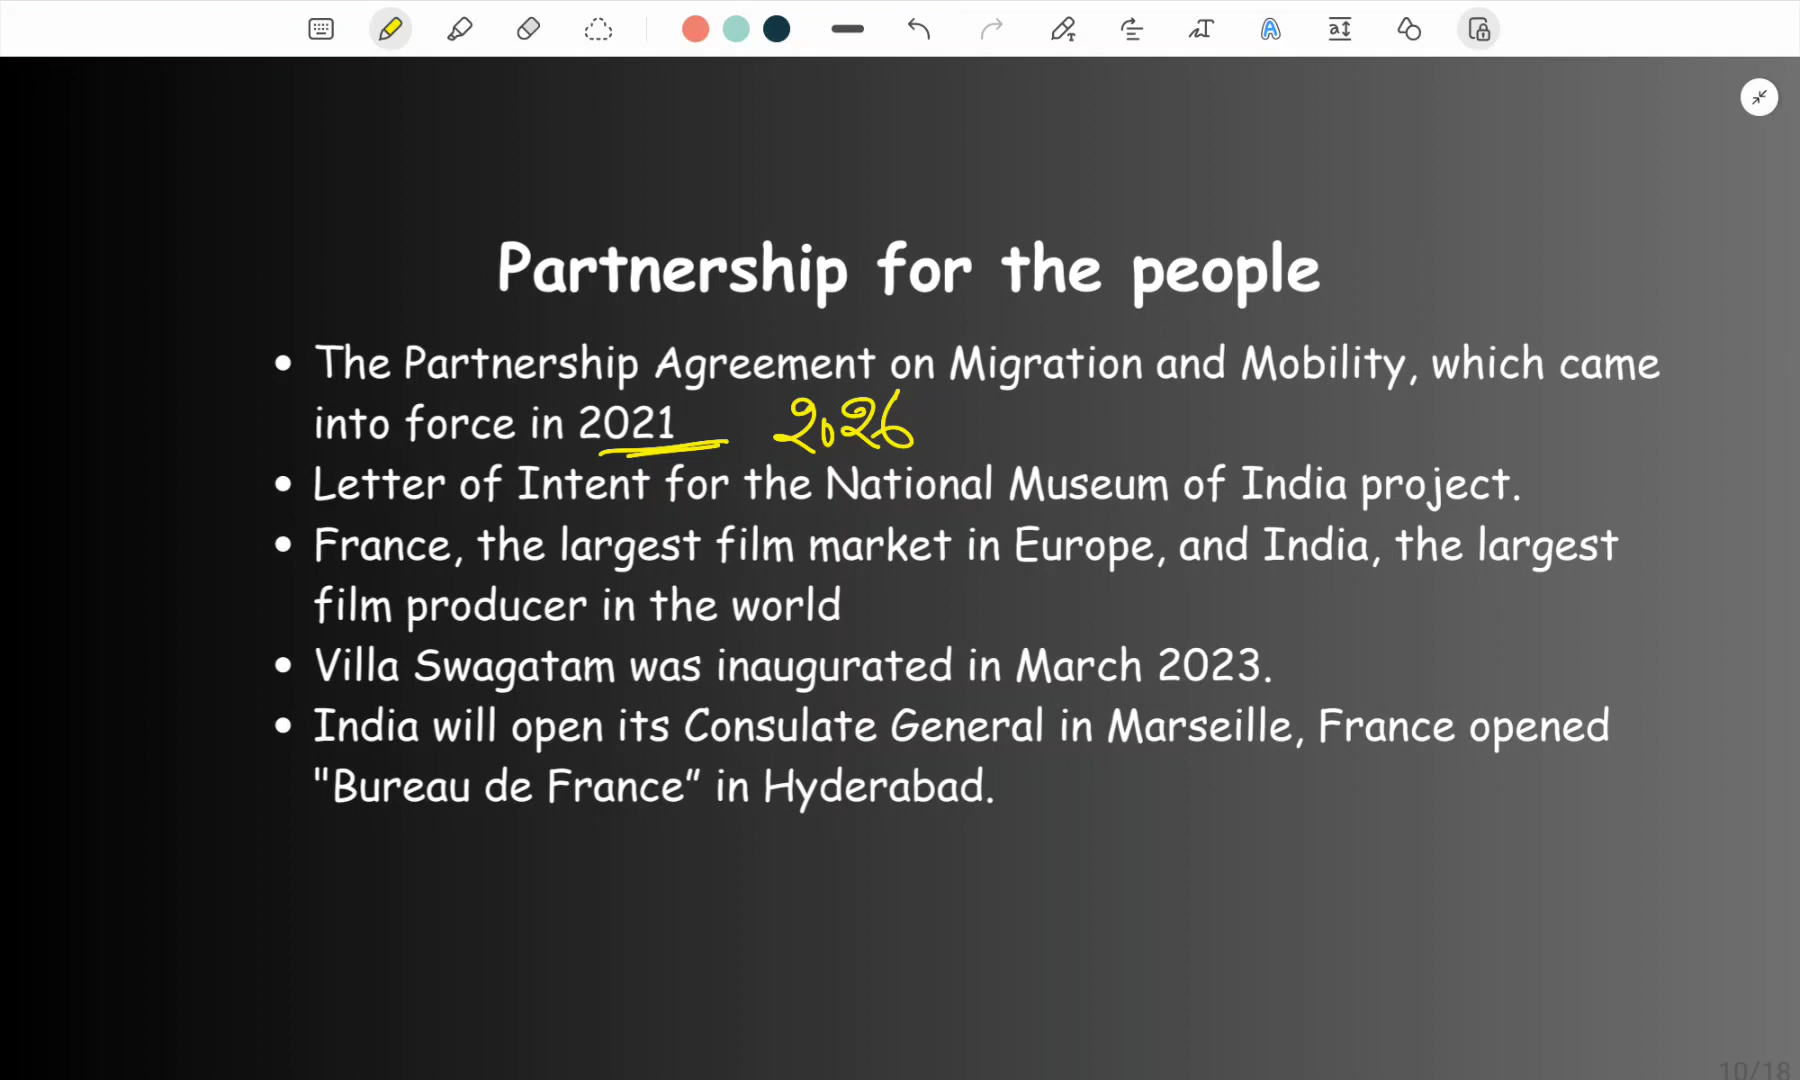 Partnership for the people
• The Partnership Agreement on Migration and Mobility, which came
into force in 2021 2026
• Letter of Intent for the National Museum of India project.
• France, the largest film market in Europe, and India, the largest
film producer in the world
• Villa Swagatam was inaugurated in March 2023.
• India will open its Consulate General in Marseille, France opened
"Bureau de France” in Hyderabad.
10/18